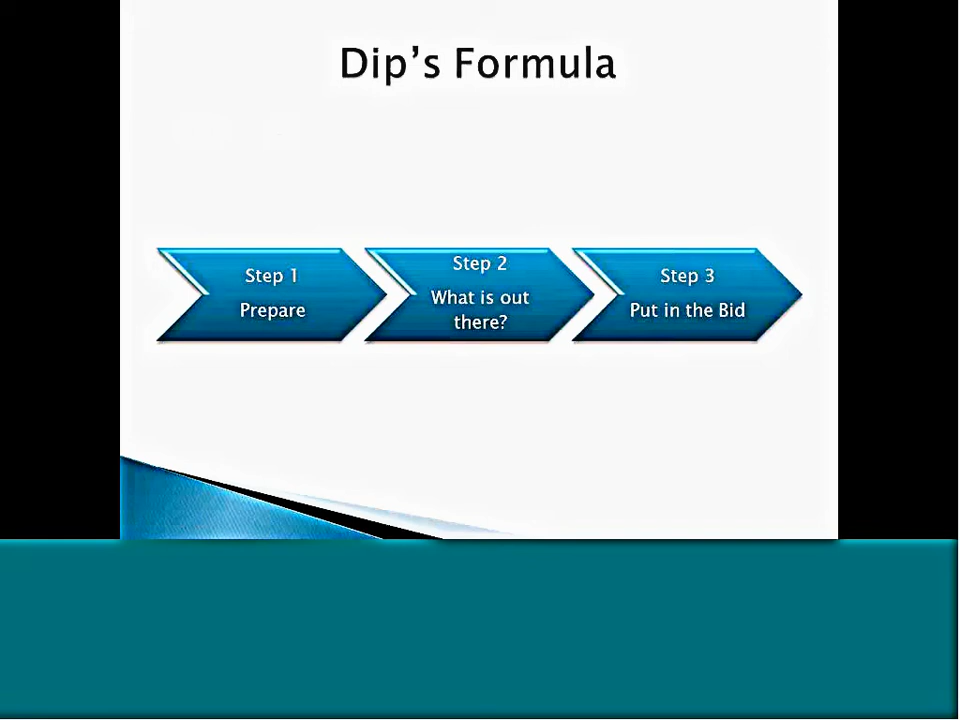 Dip’s Formula
Step 1
Prepare
Step 2
What is out
there?
Step 3
Put in the Bid